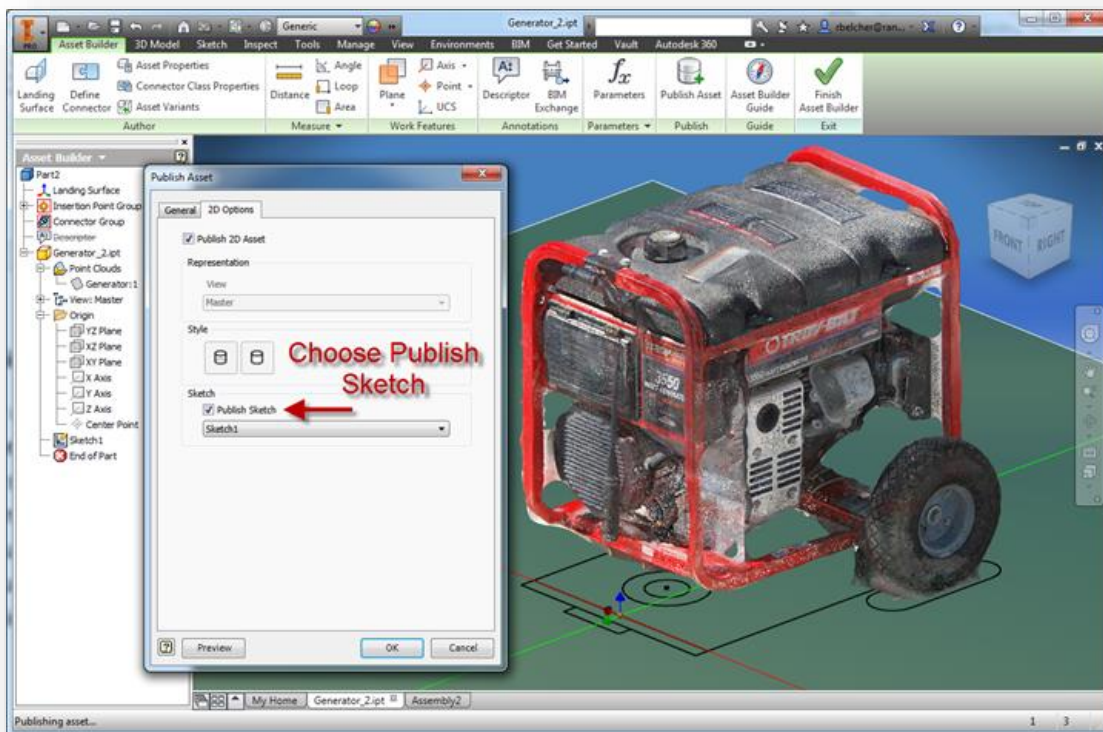 Generic
Generator_2.ipt
rbelcher@ran...
PRO
Asset Builder 3D Model Sketch Inspect Tools Manage View Environments BIM Get Started Vault Autodesk 360
Landing Surface
Define Connector
Asset Properties
Connector Class Properties
Asset Variants
Distance
Angle
Loop
Area
Plane
Axis
Point
UCS
Descriptor
BIM Exchange
Parameters
Publish Asset
Asset Builder Guide
Finish Asset Builder
Author Measure Work Features Annotations Parameters Publish Guide Exit
Asset Builder
Part2
Landing Surface
Insertion Point Group
Connector Group
Descriptor
Generator_2.ipt
Point Clouds
Generator:1
View: Master
Origin
YZ Plane
XZ Plane
XY Plane
X Axis
Y Axis
Z Axis
Center Point
Sketch1
End of Part
Publish Asset
General 2D Options
Publish 2D Asset
Representation
View
Master
Style
Choose Publish
Sketch
Sketch
Publish Sketch
Sketch1
Preview OK Cancel
FRONT RIGHT
TROY-BILT
My Home Generator_2.ipt Assembly2
Publishing asset... 1 3